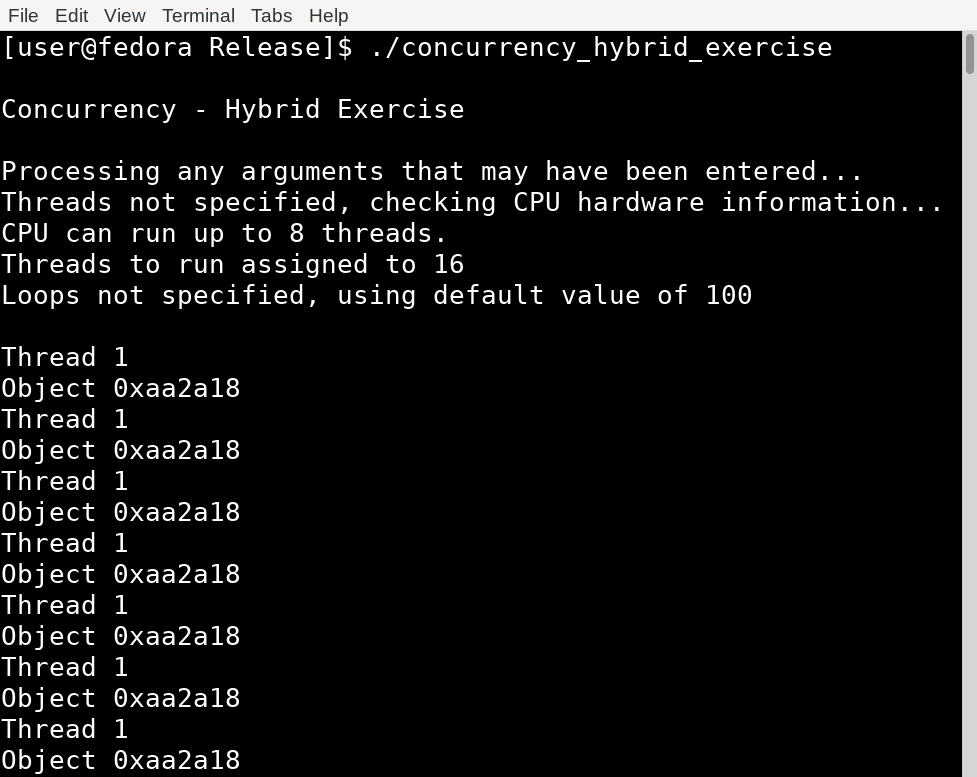 File Edit View Terminal Tabs Help
[user@fedora Release]$ ./concurrency_hybrid_exercise
Concurrency - Hybrid Exercise
Processing any arguments that may have been entered...
Threads not specified, checking CPU hardware information...
CPU can run up to 8 threads.
Threads to run assigned to 16
Loops not specified, using default value of 100
Thread 1
Object 0xaa2a18
Thread 1
Object 0xaa2a18
Thread 1
Object 0xaa2a18
Thread 1
Object 0xaa2a18
Thread 1
Object 0xaa2a18
Thread 1
Object 0xaa2a18
Thread 1
Object 0xaa2a18